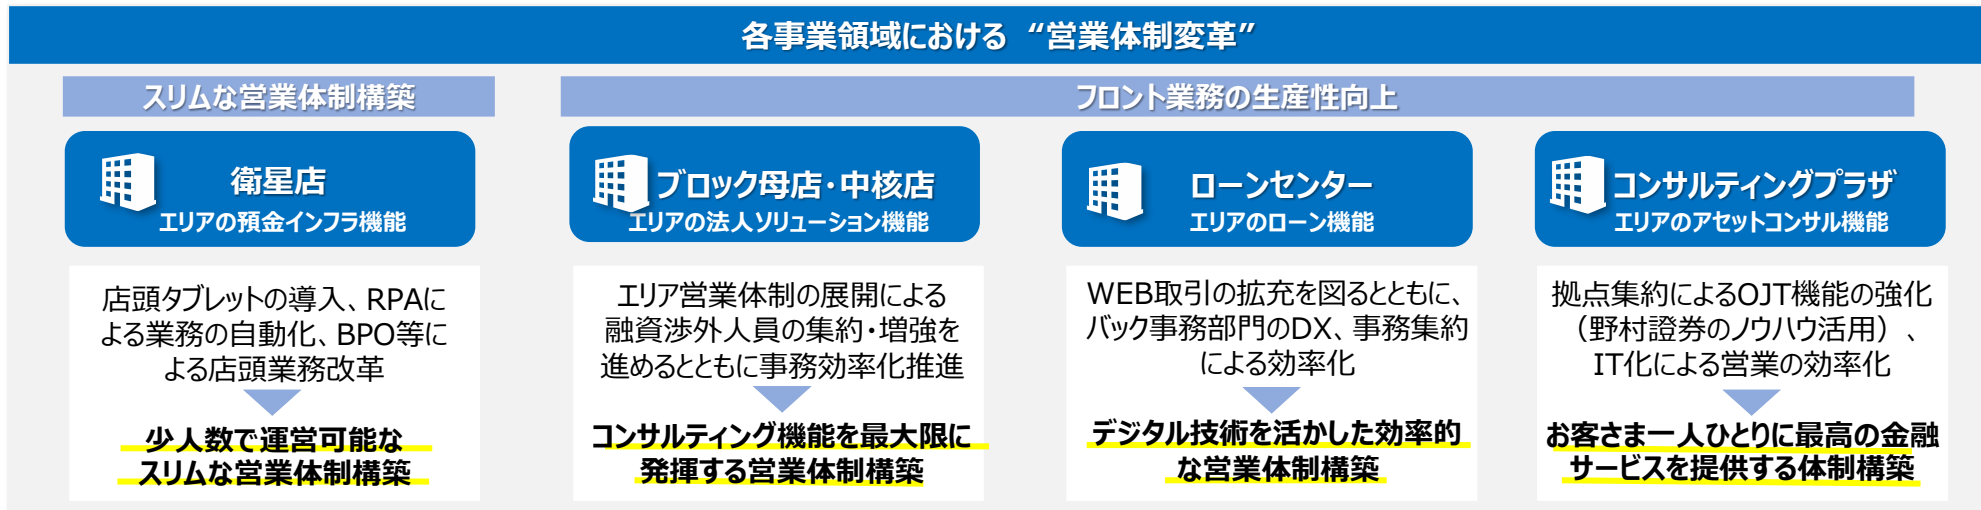 各事業領域における “営業体制変革”
スリムな営業体制構築
フロント業務の生産性向上
衛星店
エリアの預金インフラ機能
店頭タブレットの導入、RPAに
よる業務の自動化、BPO等に
よる店頭業務改革
少人数で運営可能な
スリムな営業体制構築
ブロック母店・中核店
エリアの法人ソリューション機能
エリア営業体制の展開による
融資渉外人員の集約・増強を
進めるとともに事務効率化推進
コンサルティング機能を最大限に
発揮する営業体制構築
ローンセンター
エリアのローン機能
WEB取引の拡充を図るとともに、
バック事務部門のDX、事務集約
による効率化
デジタル技術を活かした効率的
な営業体制構築
コンサルティングプラザ
エリアのアセットコンサル機能
拠点集約によるOJT機能の強化
（野村證券のノウハウ活用）、
IT化による営業の効率化
お客さま一人ひとりに最高の金融
サービスを提供する体制構築